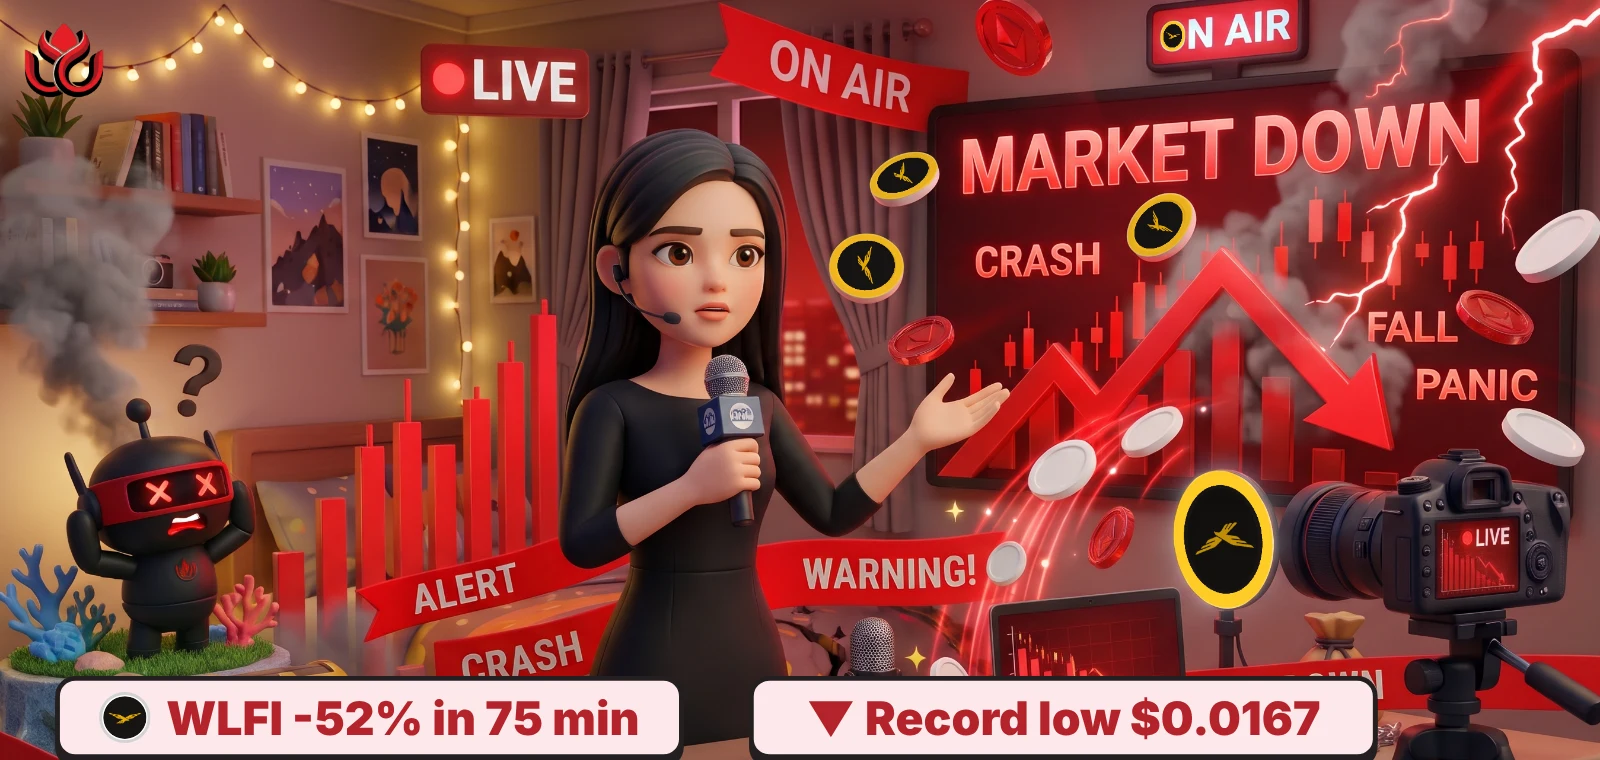 LIVE
ON AIR
ON AIR
MARKET DOWN
CRASH
FALL
PANIC
?
LIVE
ALERT
WARNING!
CRASH
WLFI -52% in 75 min
▼ Record low $0.0167